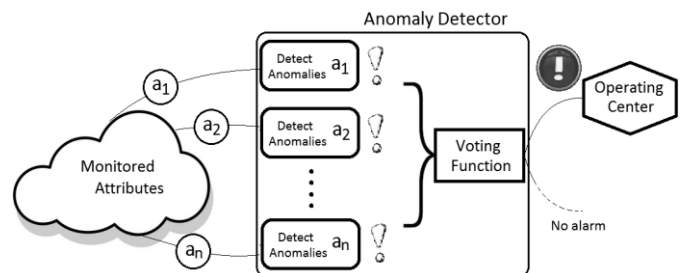 Anomaly Detector
Detect
Anomalies a1
a1
Operating
Center
a2
Detect
Anomalies a2
Monitored
Attributes
Voting
Function
No alarm
an
Detect
Anomalies an